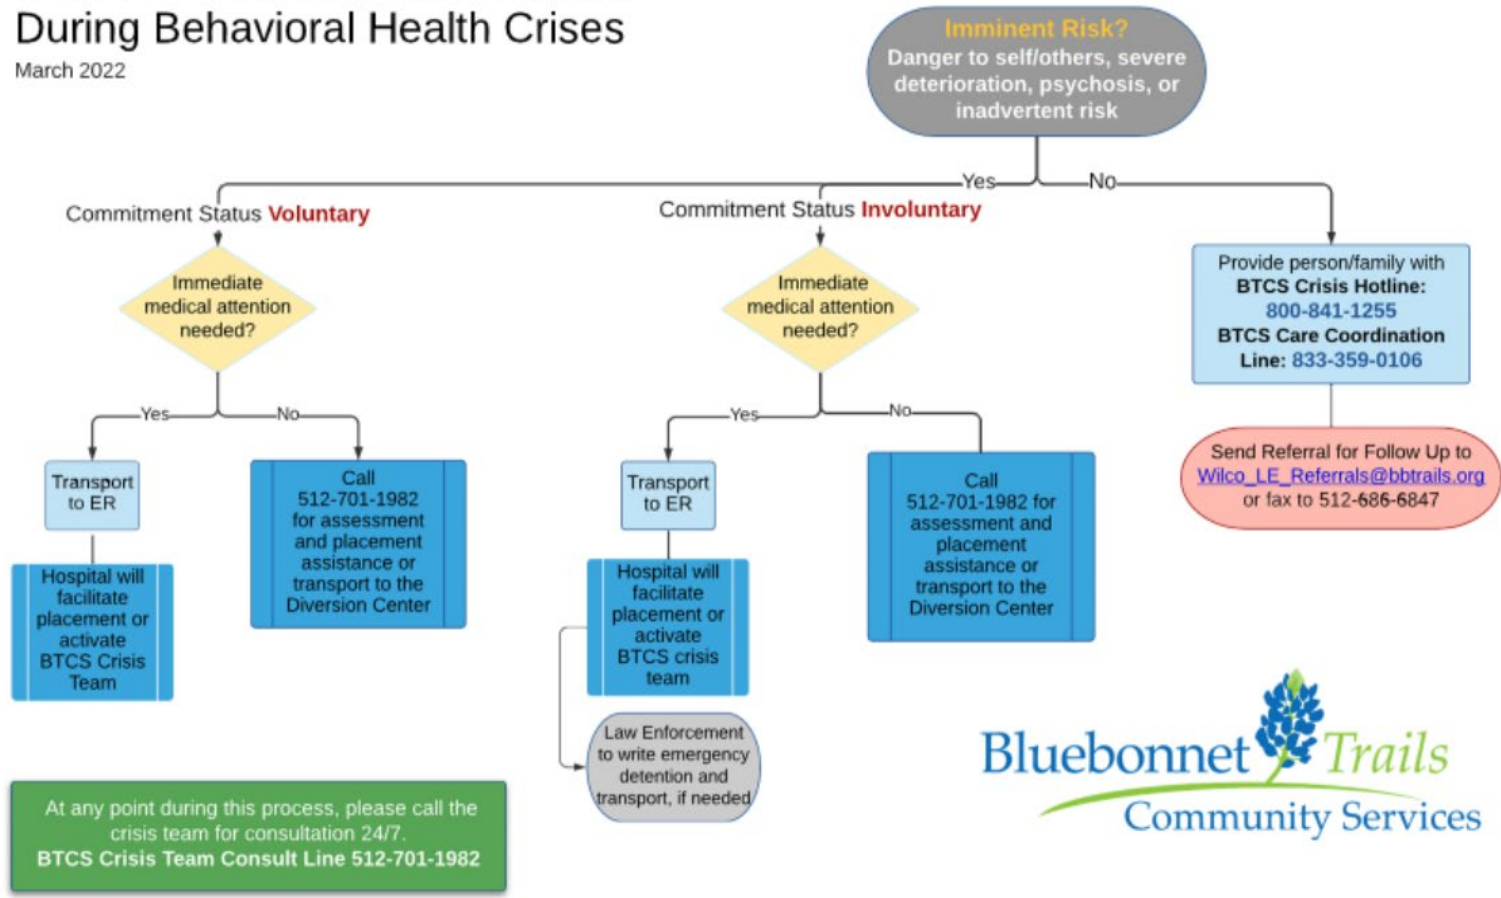 During Behavioral Health Crises
March 2022
Imminent Risk?
Danger to self/others, severe
deterioration, psychosis, or
inadvertent risk
Yes
No
Commitment Status Voluntary
Immediate
medical attention
needed?
Yes
No
Transport
to ER
Hospital will
facilitate
placement or
activate
BTCS Crisis
Team
Call
512-701-1982
for assessment
and placement
assistance or
transport to the
Diversion Center
Commitment Status Involuntary
Immediate
medical attention
needed?
Yes
No
Transport
to ER
Hospital will
facilitate
placement or
activate
BTCS crisis
team
Law Enforcement
to write emergency
detention and
transport, if needed
Call
512-701-1982 for
assessment and
placement
assistance or
transport to the
Diversion Center
Provide person/family with
BTCS Crisis Hotline:
800-841-1255
BTCS Care Coordination
Line: 833-359-0106
Send Referral for Follow Up to
Wilco_LE_Referrals@bbtrails.org
or fax to 512-686-6847
At any point during this process, please call the
crisis team for consultation 24/7.
BTCS Crisis Team Consult Line 512-701-1982
Bluebonnet Trails
Community Services